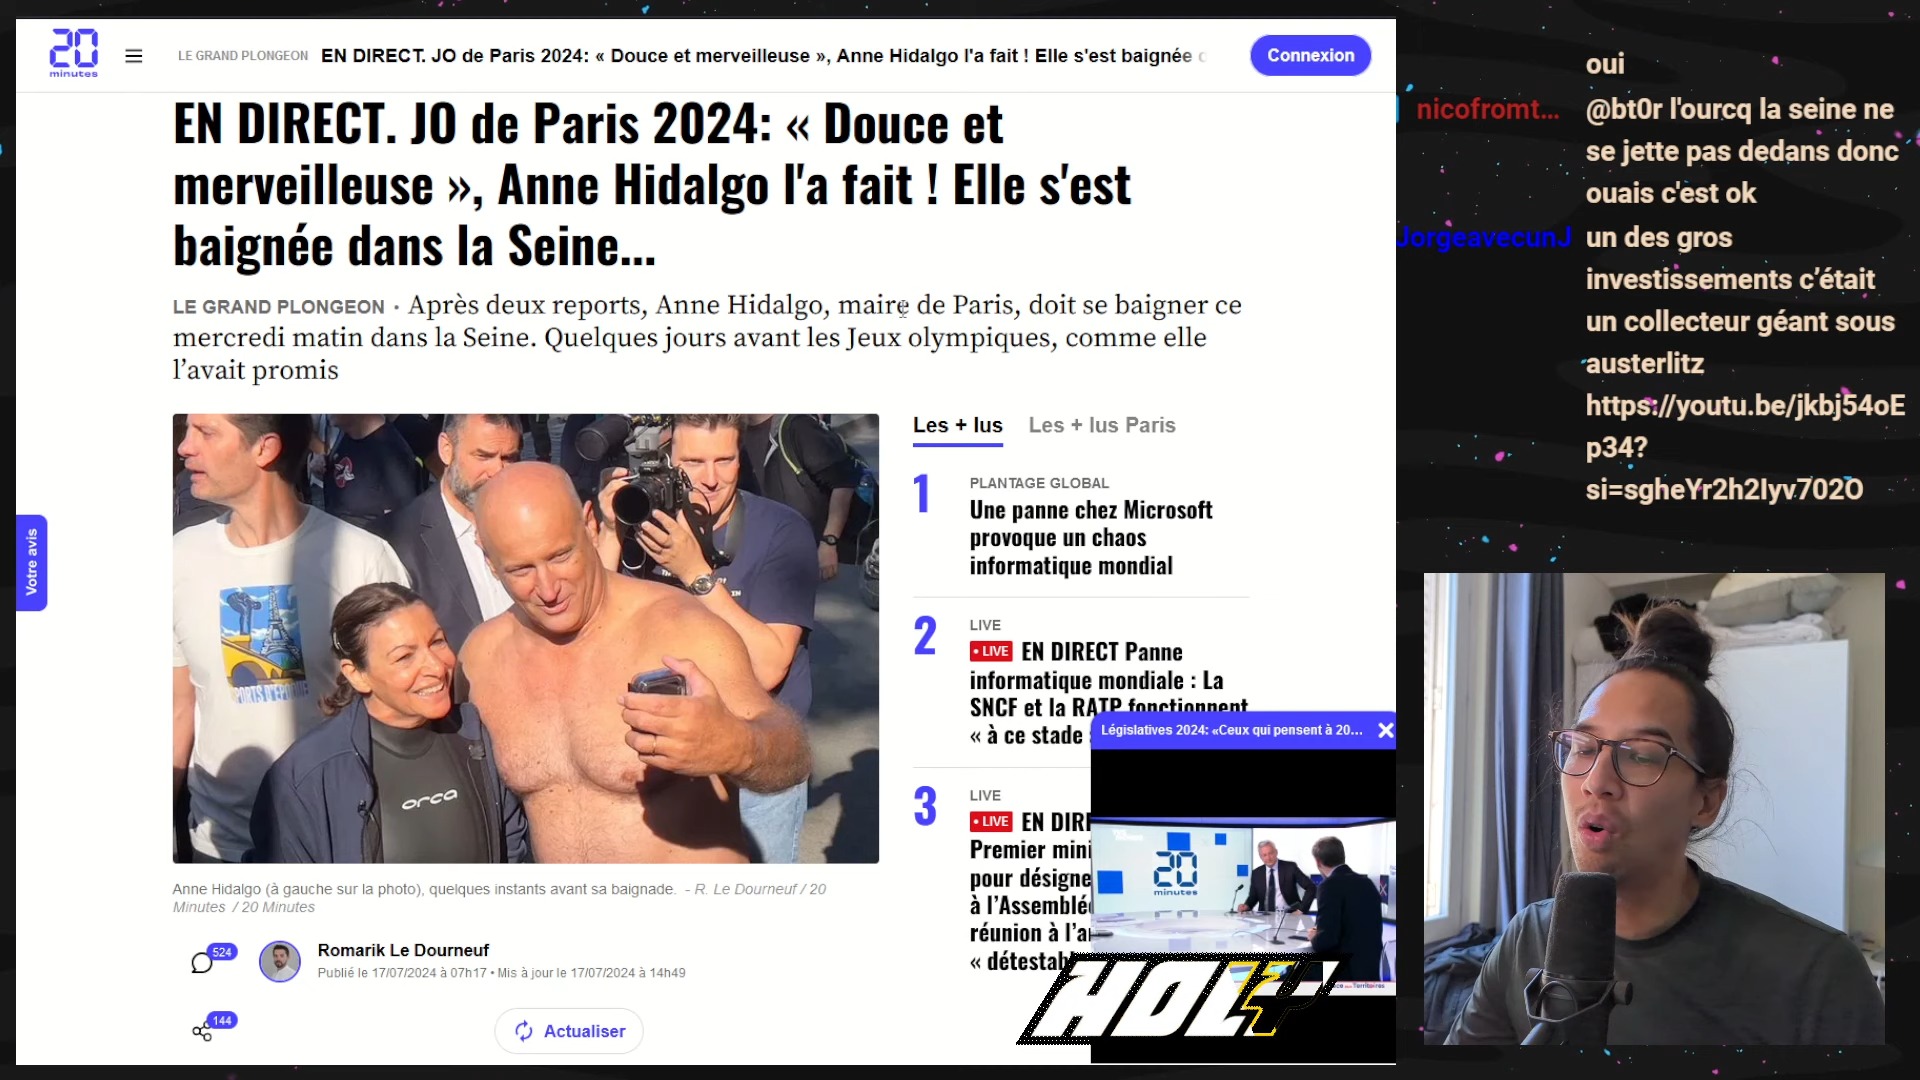 20
minutes
LE GRAND PLONGEON
EN DIRECT. JO de Paris 2024: « Douce et merveilleuse », Anne Hidalgo l'a fait ! Elle s'est baignée
Connexion
EN DIRECT. JO de Paris 2024: « Douce et
merveilleuse », Anne Hidalgo l'a fait ! Elle s'est
baignée dans la Seine...
LE GRAND PLONGEON • Après deux reports, Anne Hidalgo, maire de Paris, doit se baigner ce
mercredi matin dans la Seine. Quelques jours avant les Jeux olympiques, comme elle
l’avait promis
Votre avis
orca
Anne Hidalgo (à gauche sur la photo), quelques instants avant sa baignade. - R. Le Dourneuf / 20
Minutes / 20 Minutes
524
Romarik Le Dourneuf
Publié le 17/07/2024 à 07h17 • Mis à jour le 17/07/2024 à 14h49
144
Actualiser
Les + lus
Les + lus Paris
1
PLANTAGE GLOBAL
Une panne chez Microsoft
provoque un chaos
informatique mondial
2
LIVE
• LIVE EN DIRECT Panne
informatique mondiale : La
SNCF et la RATP fonctionnent
« à ce stade
3
LIVE
• LIVE EN DIR
Premier mini
pour désigne
à l’Assemblé
réunion à l’a
« détestab
Législatives 2024: «Ceux qui pensent à 20...
20
minutes
HOLY
oui
nicofromt...
@bt0r l'ourcq la seine ne
se jette pas dedans donc
ouais c'est ok
JorgeavecunJ
un des gros
investissements c’était
un collecteur géant sous
austerlitz
https://youtu.be/jkbj54oE
p34?
si=sgheYr2h2Iyv702O